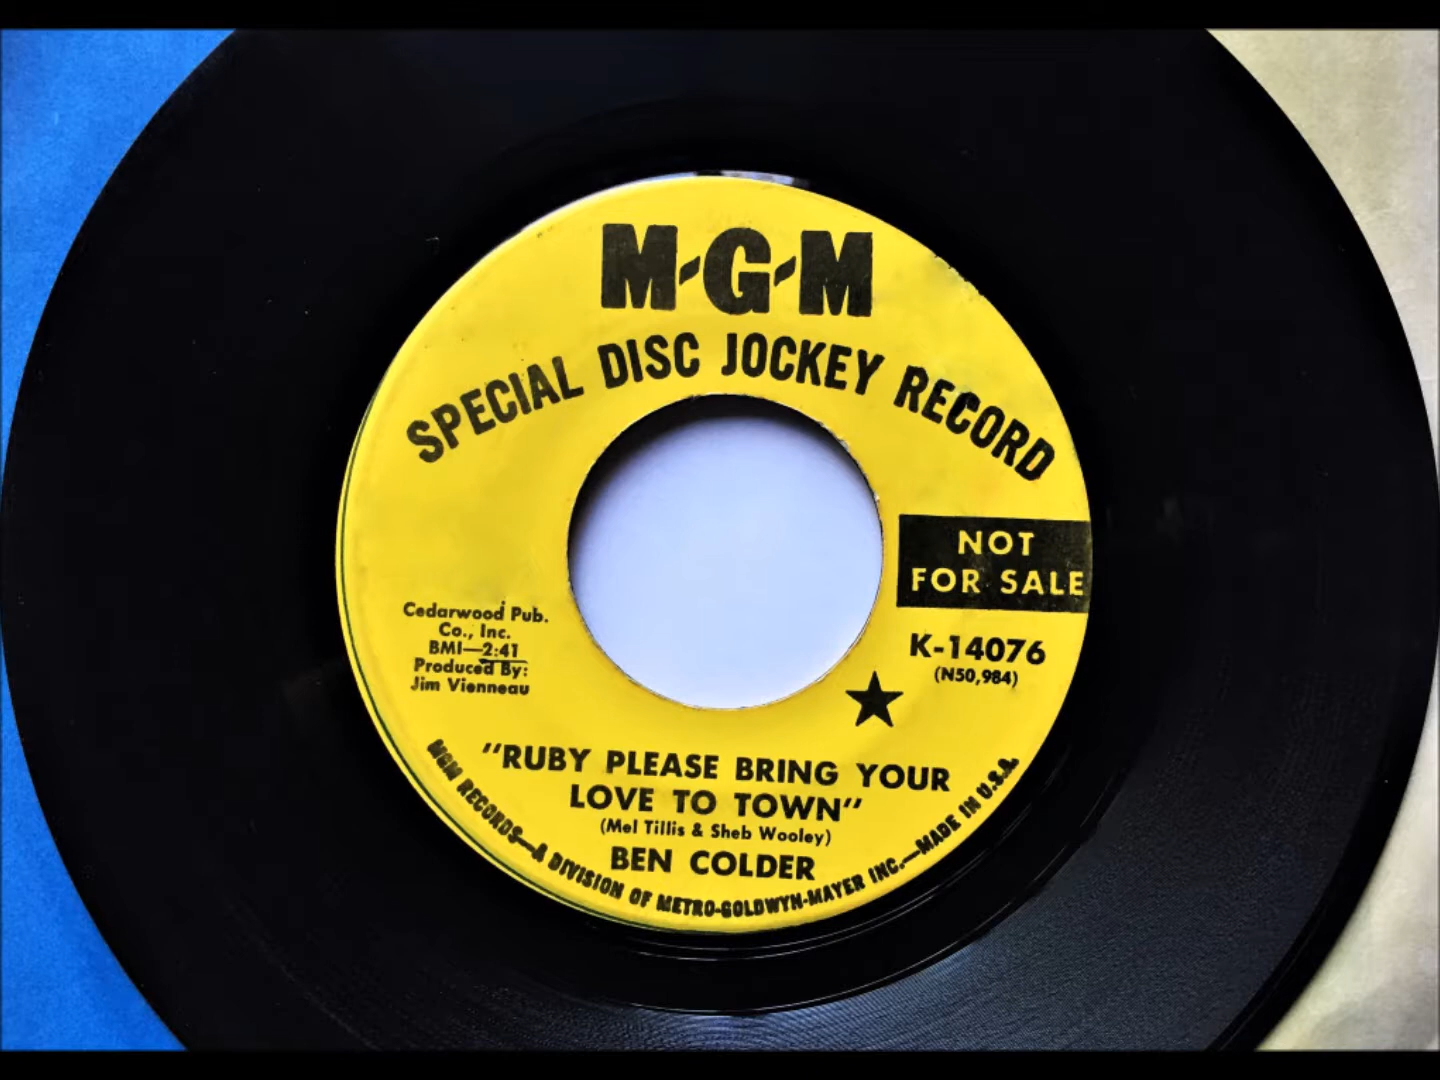 M-G-M
SPECIAL DISC JOCKEY RECORD
NOT
FOR SALE
K-14076
(N50,984)
Cedarwood Pub.
Co., Inc.
BMI—2:41
Produced By:
Jim Vienneau
"RUBY PLEASE BRING YOUR
LOVE TO TOWN"
(Mel Tillis & Sheb Wooley)
BEN COLDER
MGM RECORDS—A DIVISION OF METRO-GOLDWYN-MAYER INC.—MADE IN U.S.A.